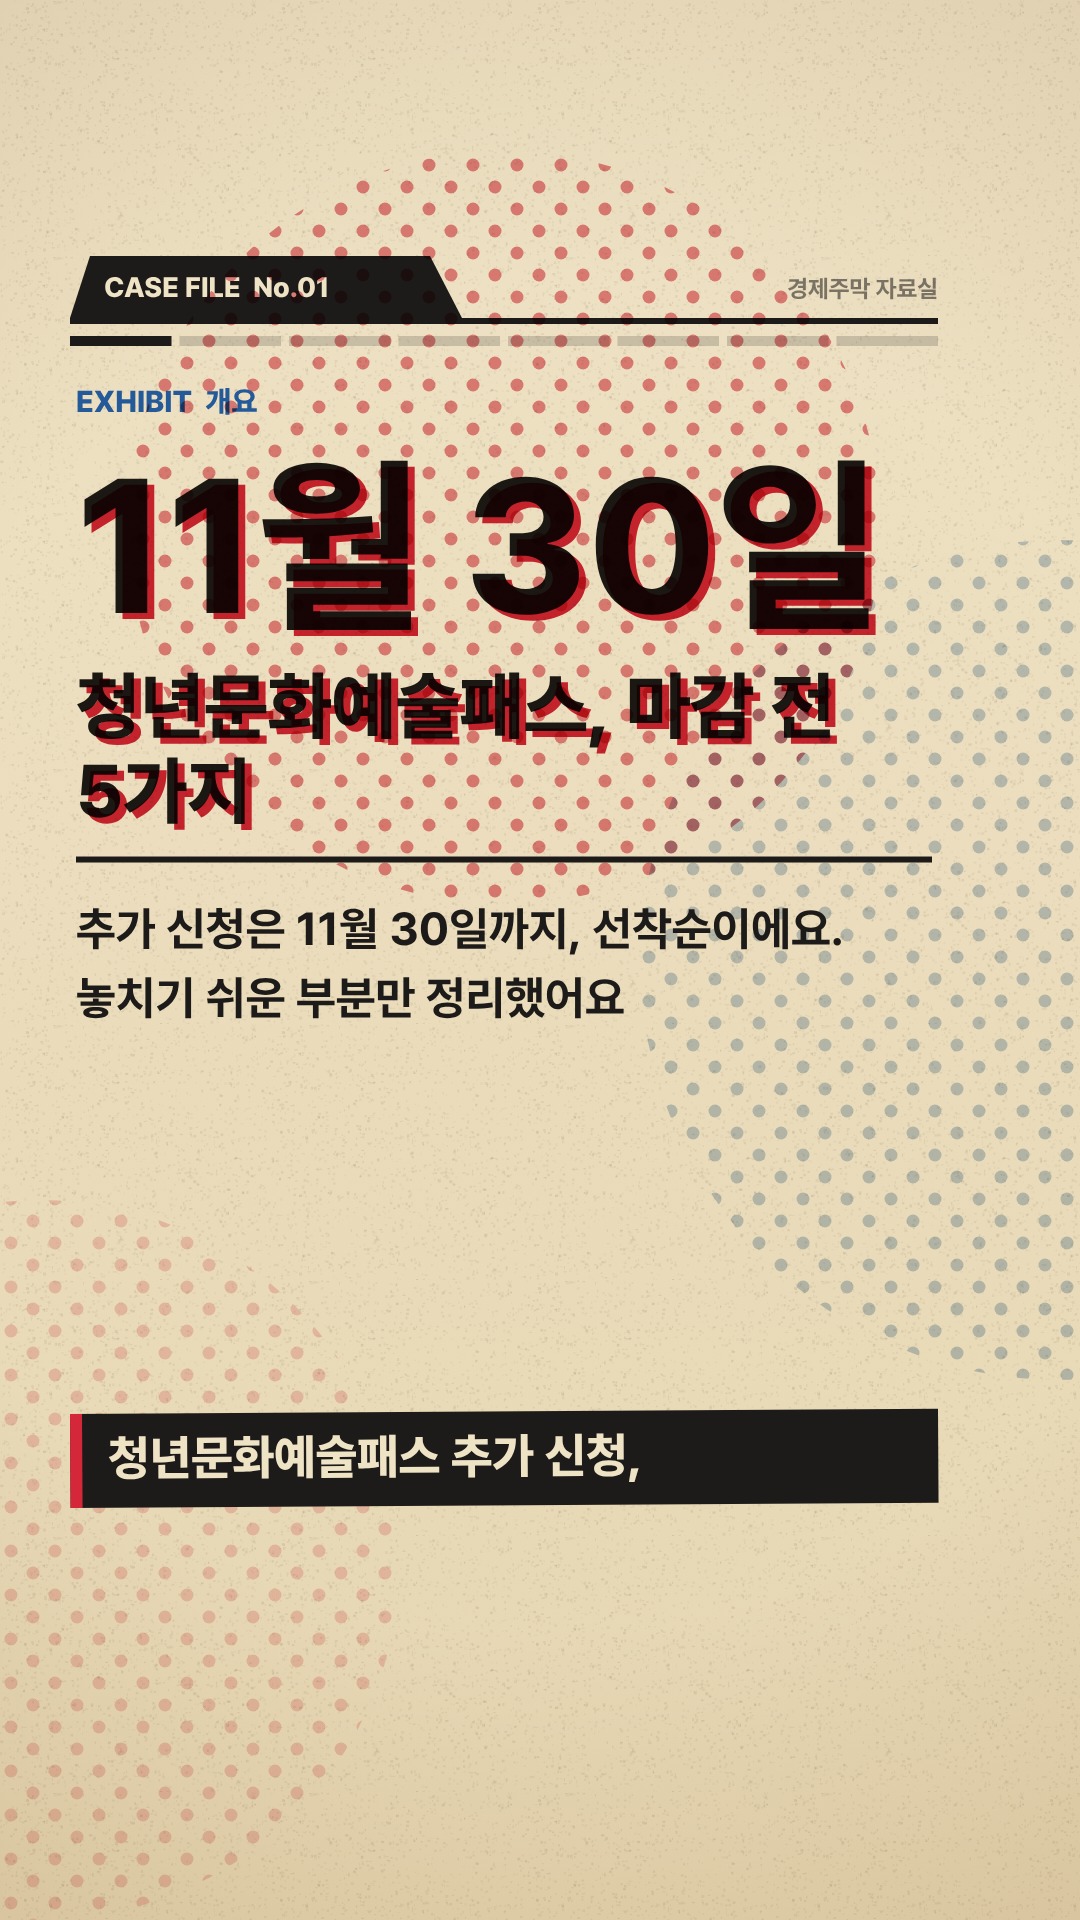 CASE FILE No.01
경제주막 자료실
EXHIBIT 개요
11월 30일
청년문화예술패스, 마감 전
5가지
추가 신청은 11월 30일까지, 선착순이에요.
놓치기 쉬운 부분만 정리했어요
청년문화예술패스 추가 신청,